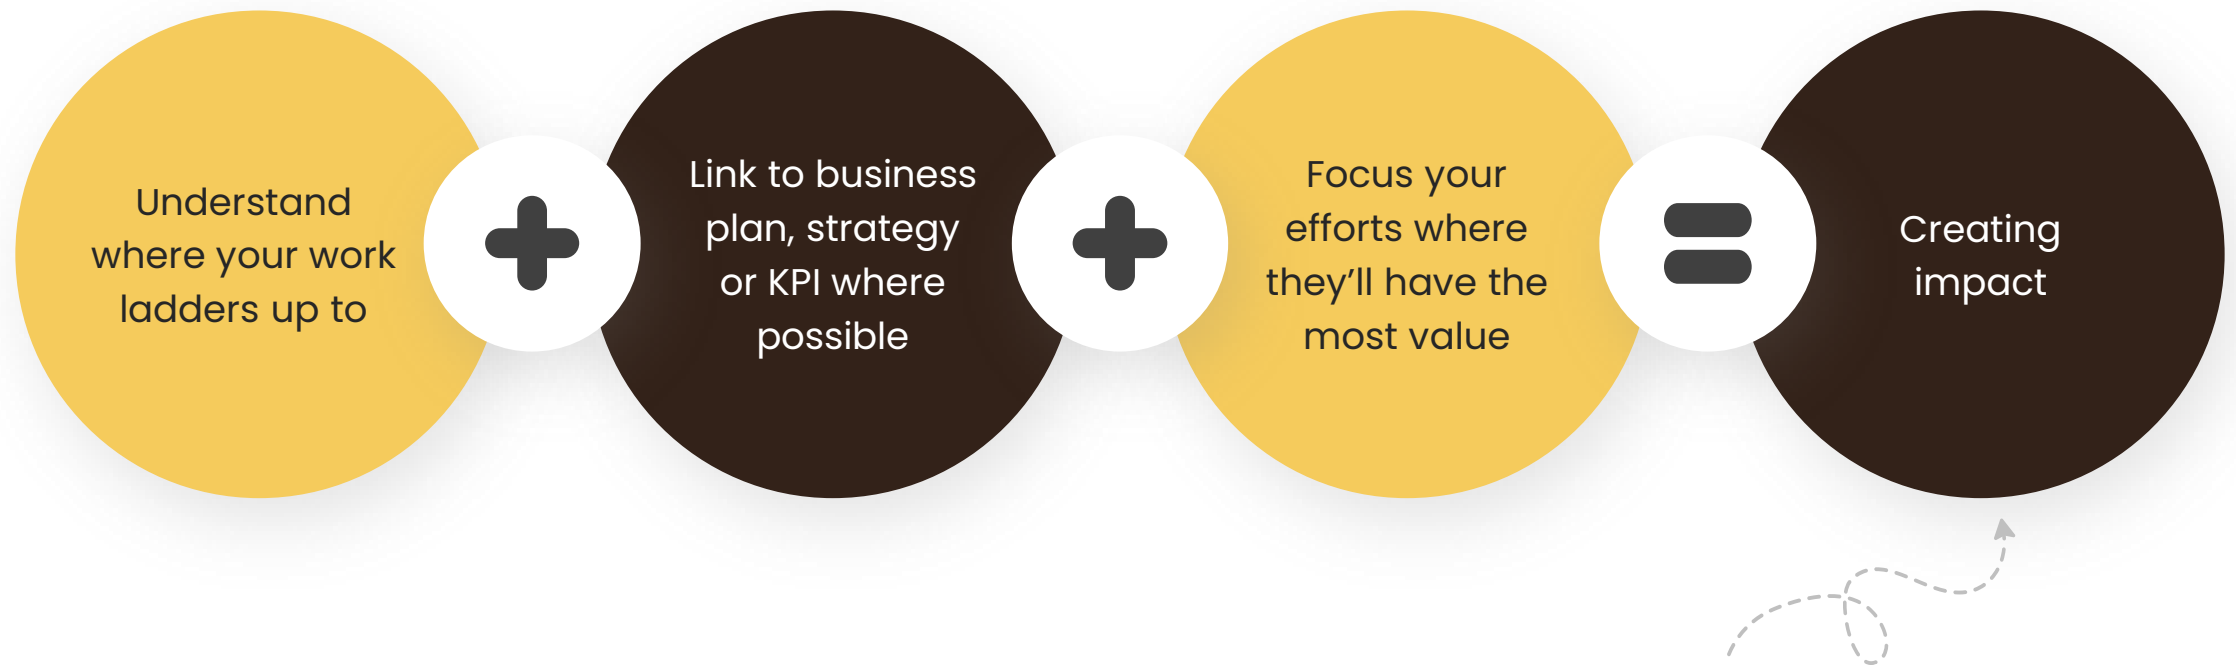 Understand
where your work
ladders up to
+
Link to business
plan, strategy
or KPI where
possible
+
Focus your
efforts where
they’ll have the
most value
=
Creating
impact